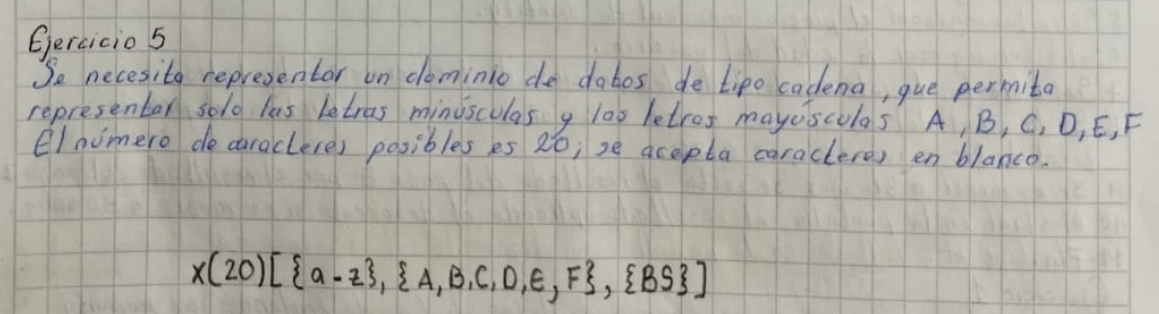 Ejercicio 5
Se necesita representar un dominio de datos de tipo cadena, que permita
representar solo las letras minúsculas y las letras mayúsculas A, B, C, D, E, F
El número de caracteres posibles es 20; se acepta caracteres en blanco.
X(20)[{a-z}, {A,B,C,D,E,F}, {BS}]